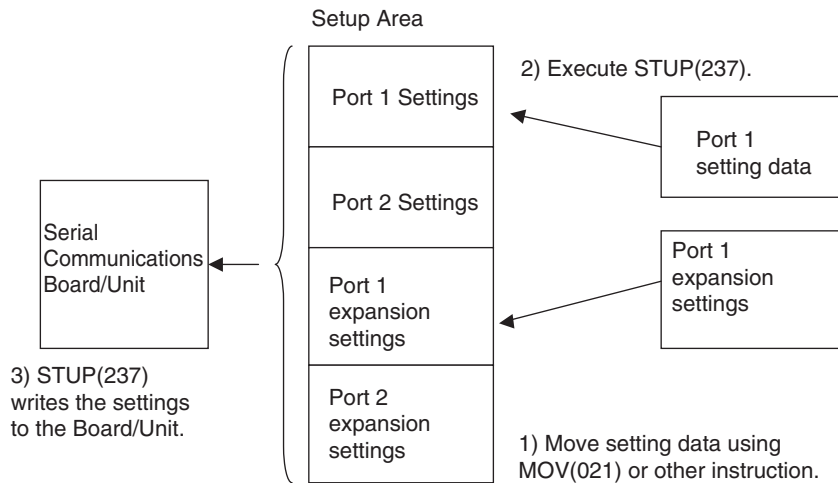 Setup Area
Port 1 Settings
Port 2 Settings
Port 1
expansion
settings
Port 2
expansion
settings
2) Execute STUP(237).
Port 1
setting data
Port 1
expansion
settings
1) Move setting data using
MOV(021) or other instruction.
Serial
Communications
Board/Unit
3) STUP(237)
writes the settings
to the Board/Unit.